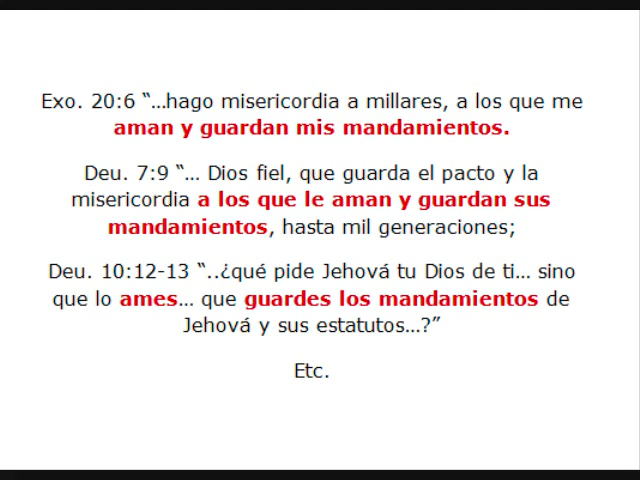 Exo. 20:6 “…hago misericordia a millares, a los que me
aman y guardan mis mandamientos.
Deu. 7:9 “… Dios fiel, que guarda el pacto y la
misericordia a los que le aman y guardan sus
mandamientos, hasta mil generaciones;
Deu. 10:12-13 “..¿qué pide Jehová tu Dios de ti… sino
que lo ames… que guardes los mandamientos de
Jehová y sus estatutos…?”
Etc.